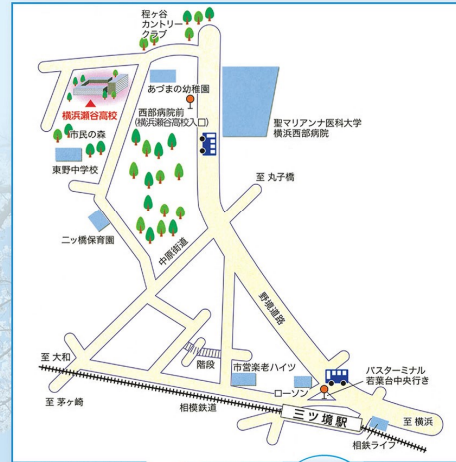 程ヶ谷
カントリー
クラブ
あづまの幼稚園
横浜瀬谷高校
西部病院前
(横浜瀬谷高校入口)
聖マリアンナ医科大学
横浜西部病院
市民の森
東野中学校
至 丸子橋
二ッ橋保育園
中原街道
野境道路
至 大和
階段
市営楽老ハイツ
バスターミナル
若葉台中央行き
ローソン
至 茅ヶ崎
相模鉄道
三ツ境駅
至 横浜
相鉄ライフ